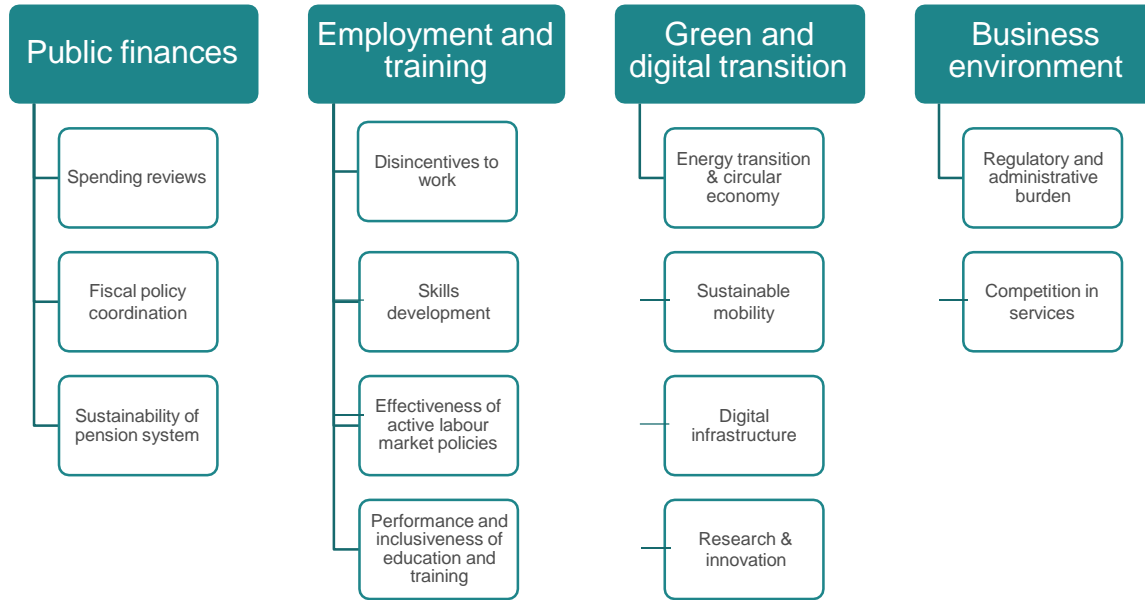 Public finances
Spending reviews
Fiscal policy
coordination
Sustainability of
pension system
Employment and
training
Disincentives to
work
Skills
development
Effectiveness of
active labour
market policies
Performance and
inclusiveness of
education and
training
Green and
digital transition
Energy transition
& circular
economy
Sustainable
mobility
Digital
infrastructure
Research &
innovation
Business
environment
Regulatory and
administrative
burden
Competition in
services